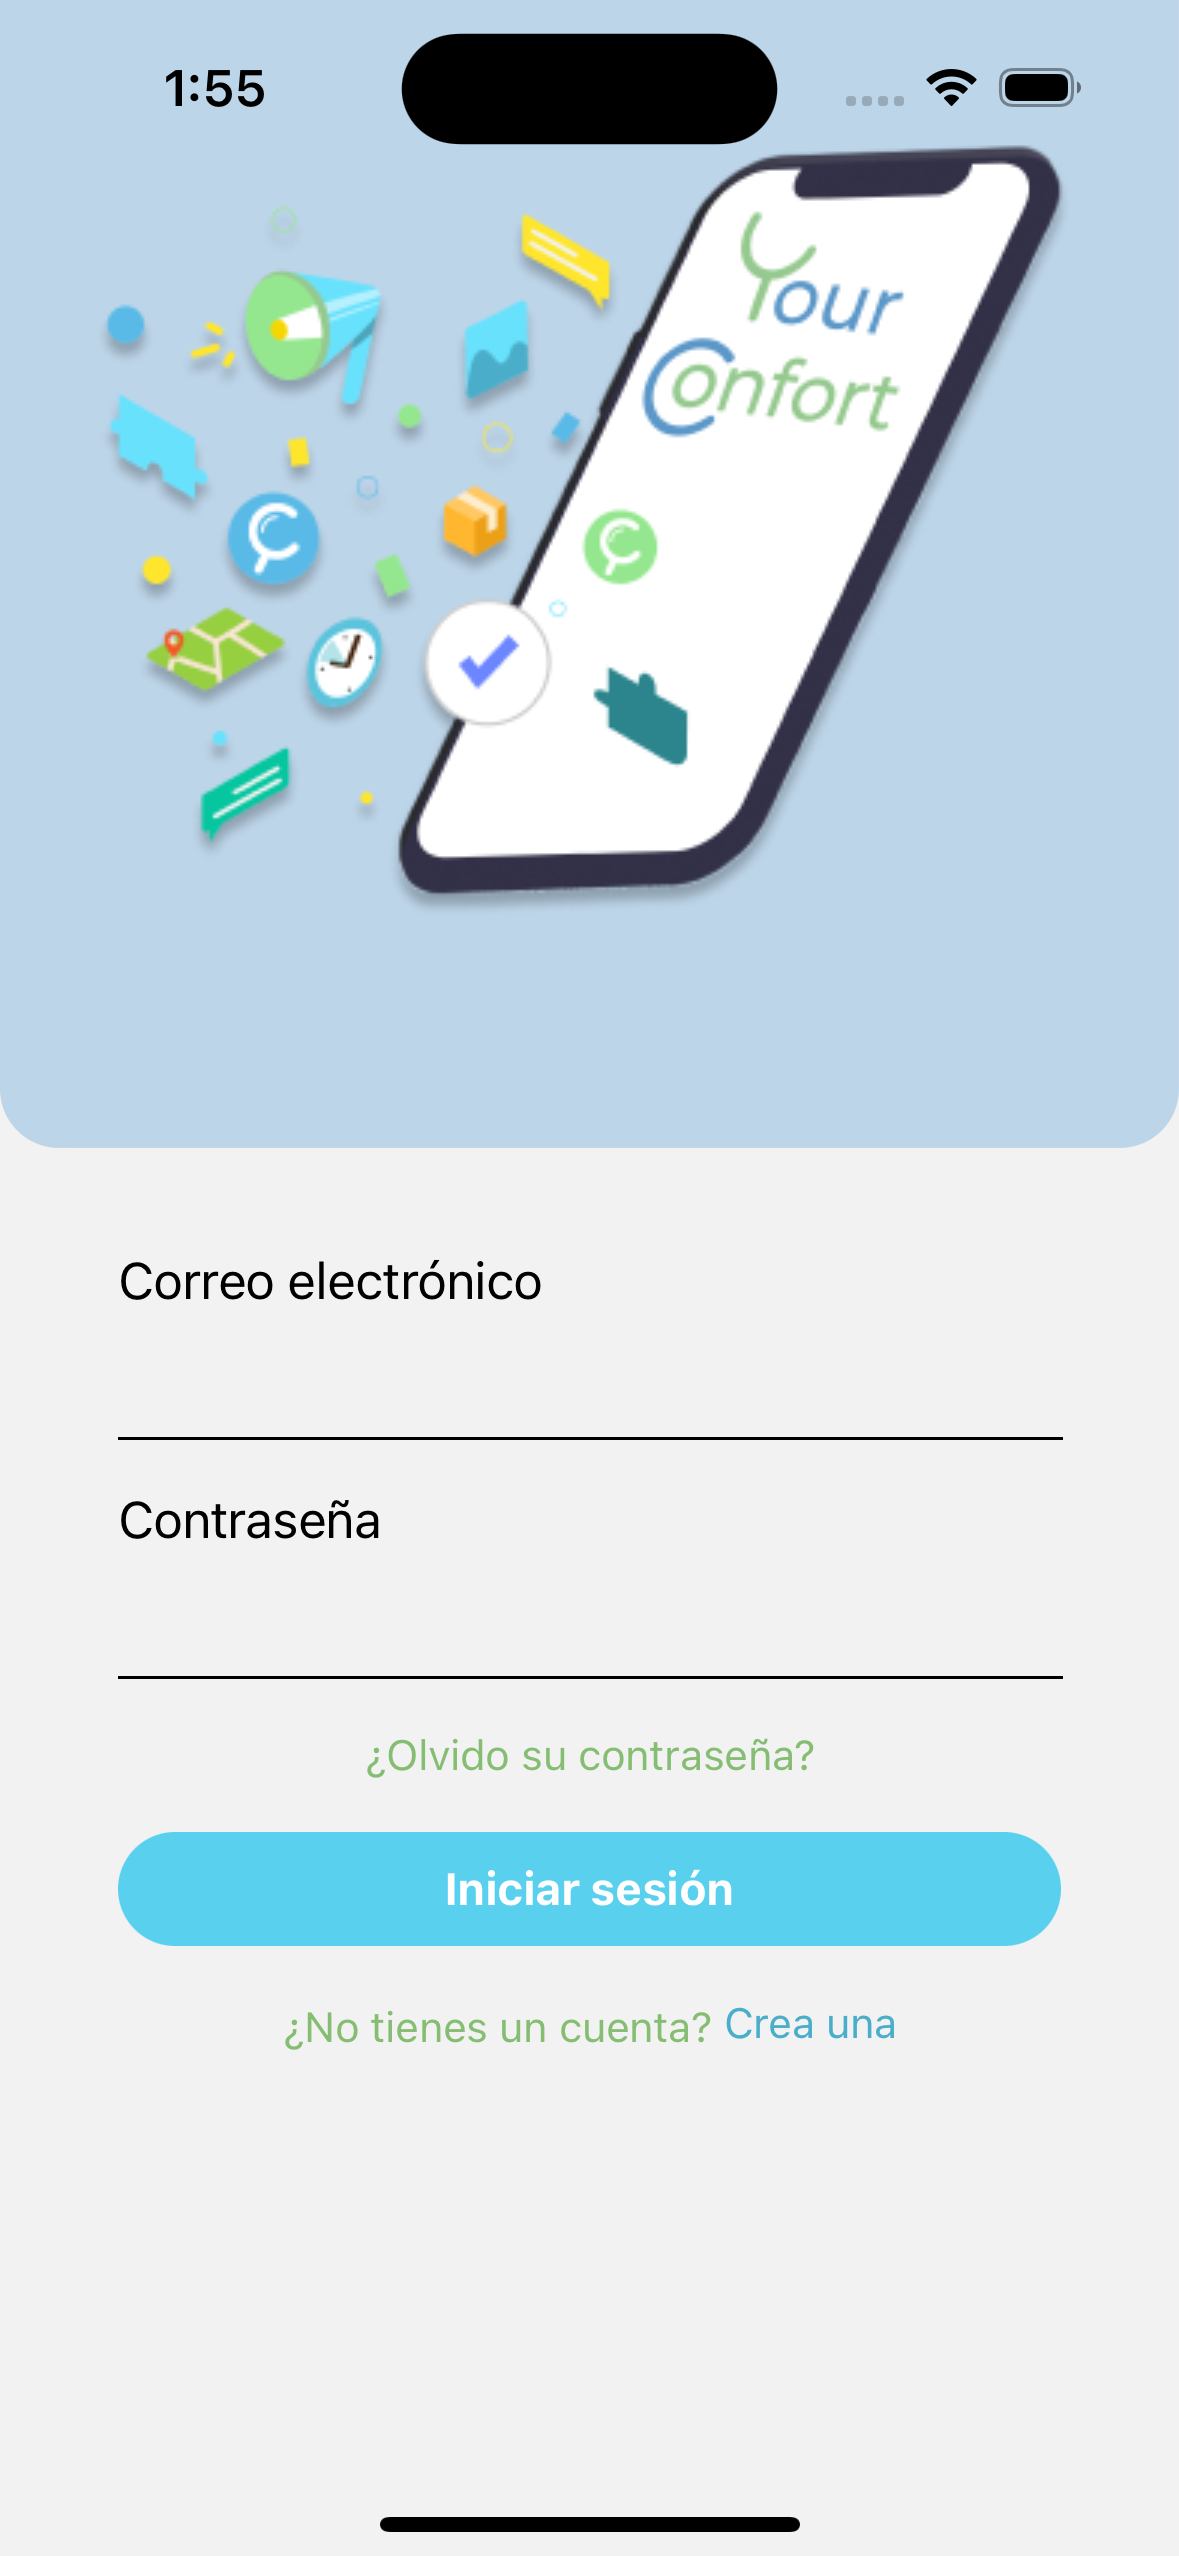 1:55
Your
Confort
Correo electrónico
Contraseña
¿Olvido su contraseña?
Iniciar sesión
¿No tienes un cuenta? Crea una